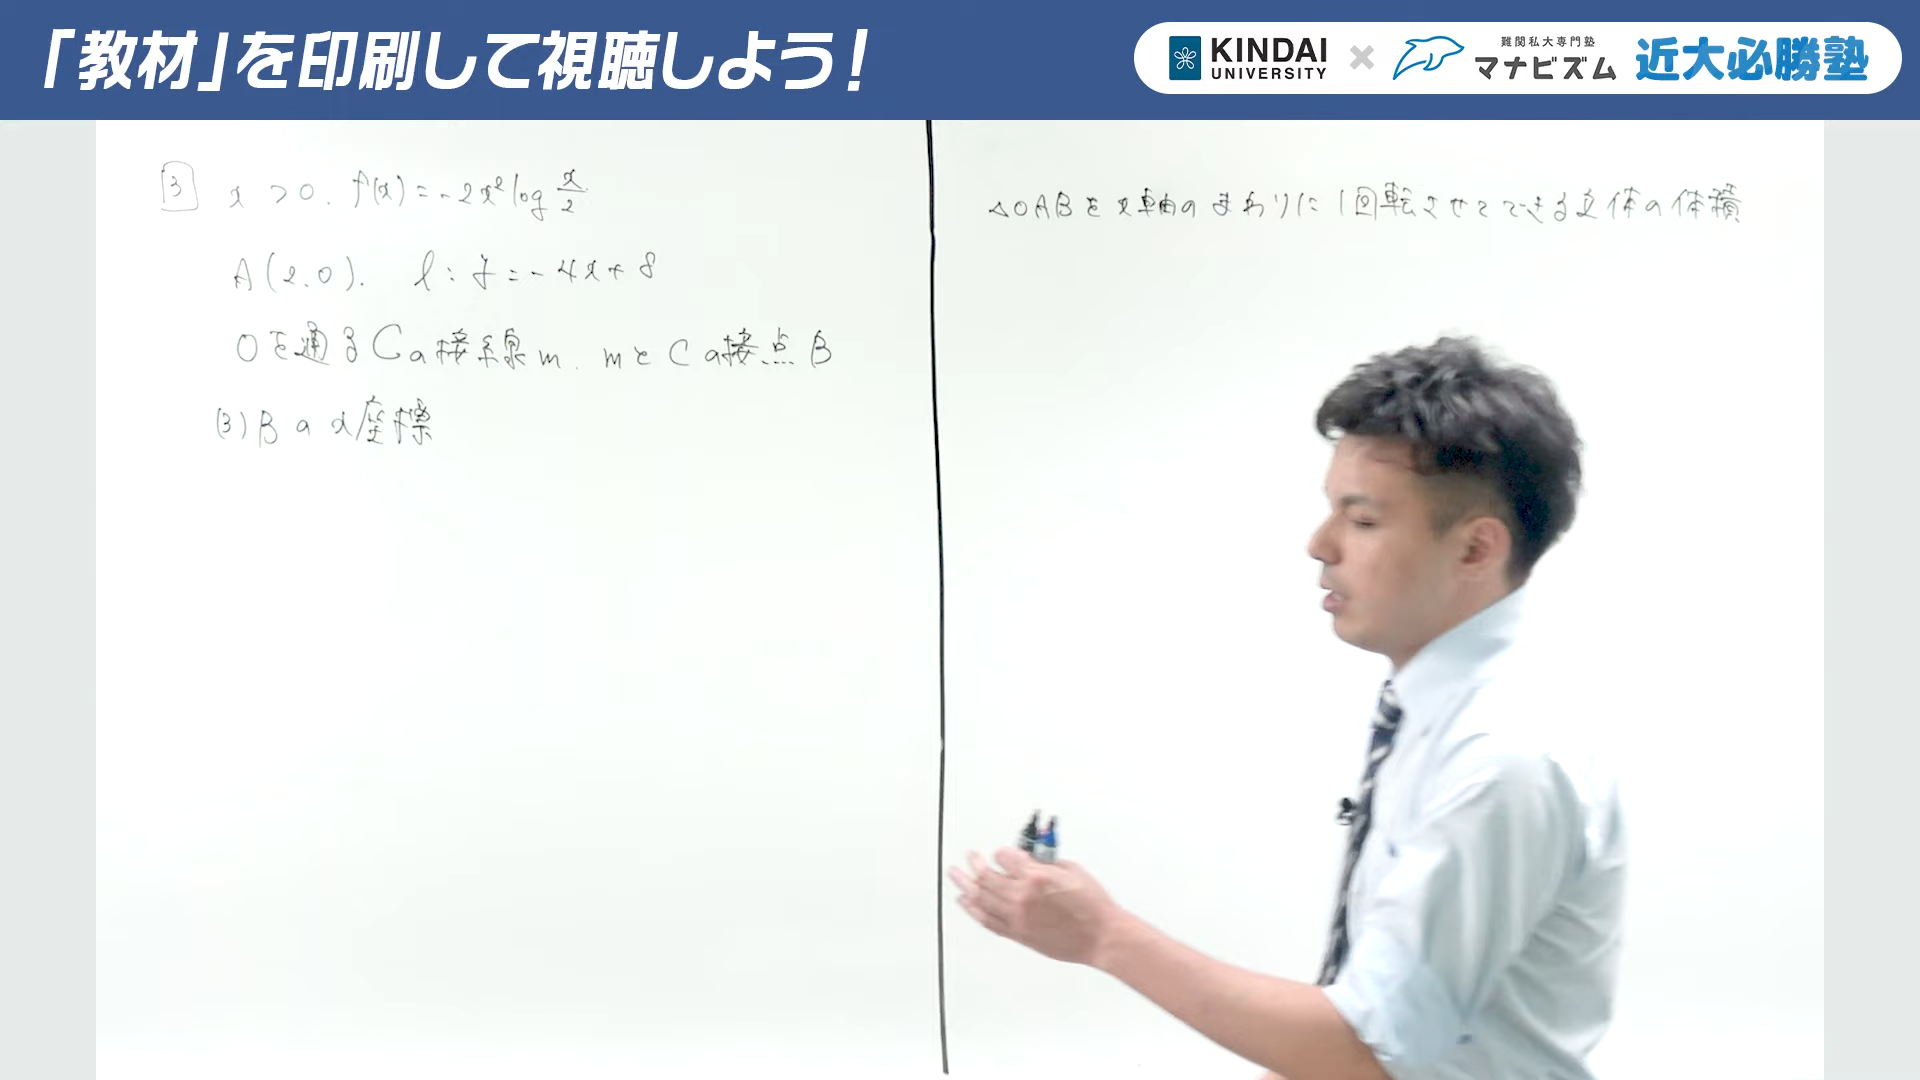 「教材」を印刷して視聴しよう!
KINDAI UNIVERSITY × 難関私大専門塾 マナビズム 近大必勝塾
3 x>0. f(x)=-2x²log x/2
A(2.0). l:y=-4x+8
Oを通るCの接線m. mとCの接点B
(3)Bのx座標
△OABをx軸のまわりに1回転させてできる立体の体積